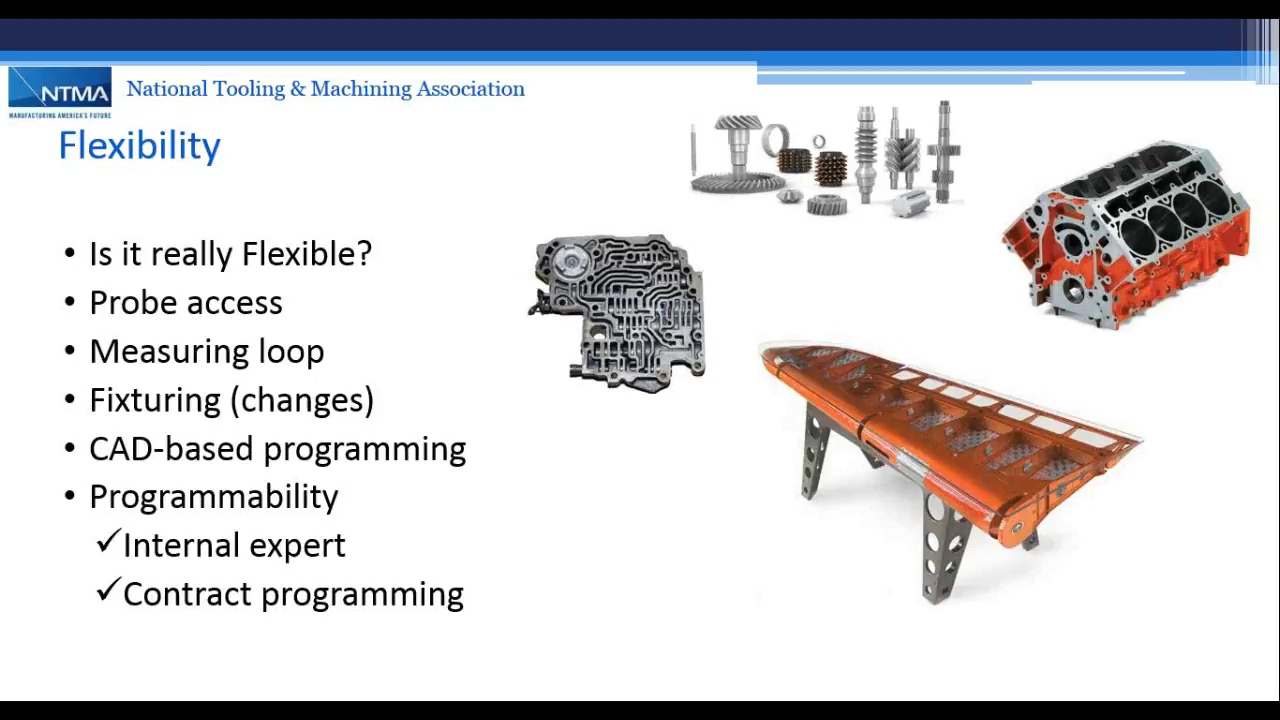 NTMA
MANUFACTURING AMERICA'S FUTURE
National Tooling & Machining Association
Flexibility
• Is it really Flexible?
• Probe access
• Measuring loop
• Fixturing (changes)
• CAD-based programming
• Programmability
✓Internal expert
✓Contract programming